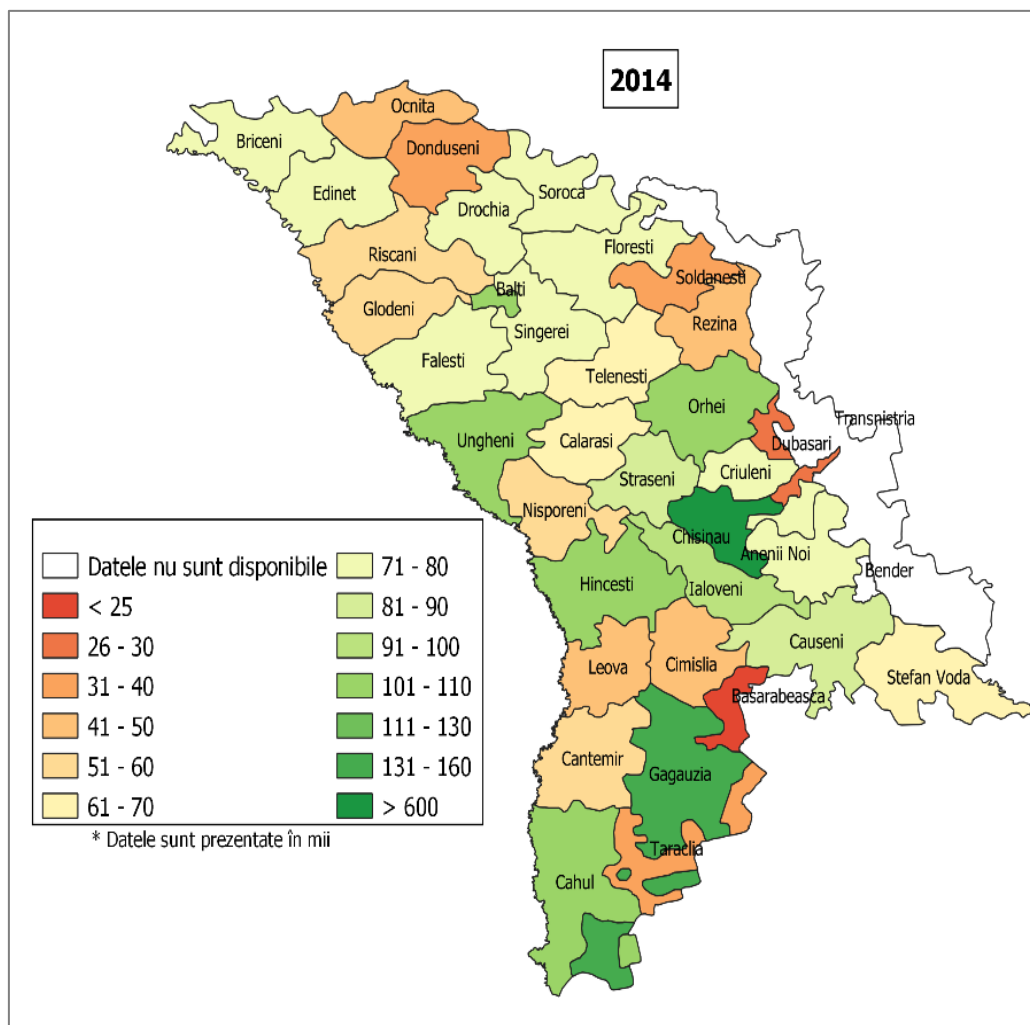 2014
Ocnita
Briceni
Donduseni
Edinet
Soroca
Drochia
Floresti
Riscani
Soldanesti
Balti
Glodeni
Rezina
Singerei
Falesti
Telenesti
Orhei
Transnistria
Ungheni
Calarasi
Dubasari
Criuleni
Straseni
Nisporeni
Chisinau
Anenii Noi
Bender
Hincesti
Ialoveni
Causeni
Leova
Cimislia
Stefan Voda
Basarabeasca
Cantemir
Gagauzia
Taraclia
Cahul
Datele nu sunt disponibile
< 25
26 - 30
31 - 40
41 - 50
51 - 60
61 - 70
71 - 80
81 - 90
91 - 100
101 - 110
111 - 130
131 - 160
> 600
* Datele sunt prezentate în mii